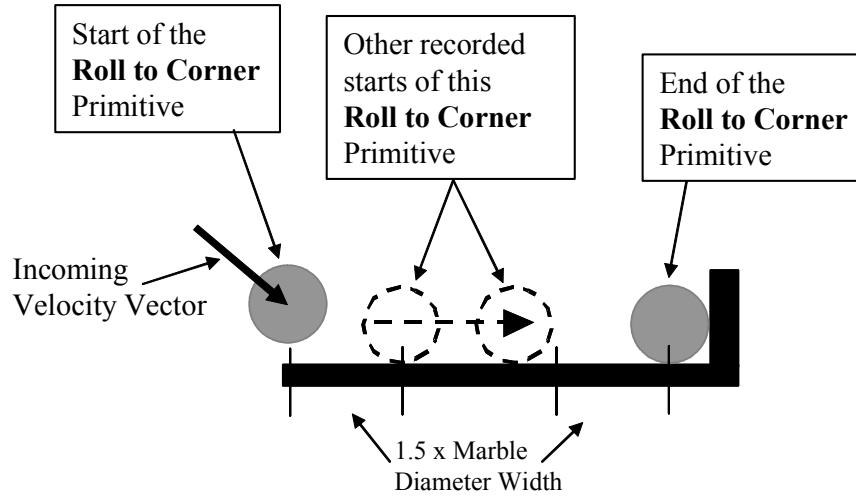 Start of the
Roll to Corner
Primitive
Other recorded
starts of this
Roll to Corner
Primitive
End of the
Roll to Corner
Primitive
Incoming
Velocity Vector
1.5 x Marble
Diameter Width